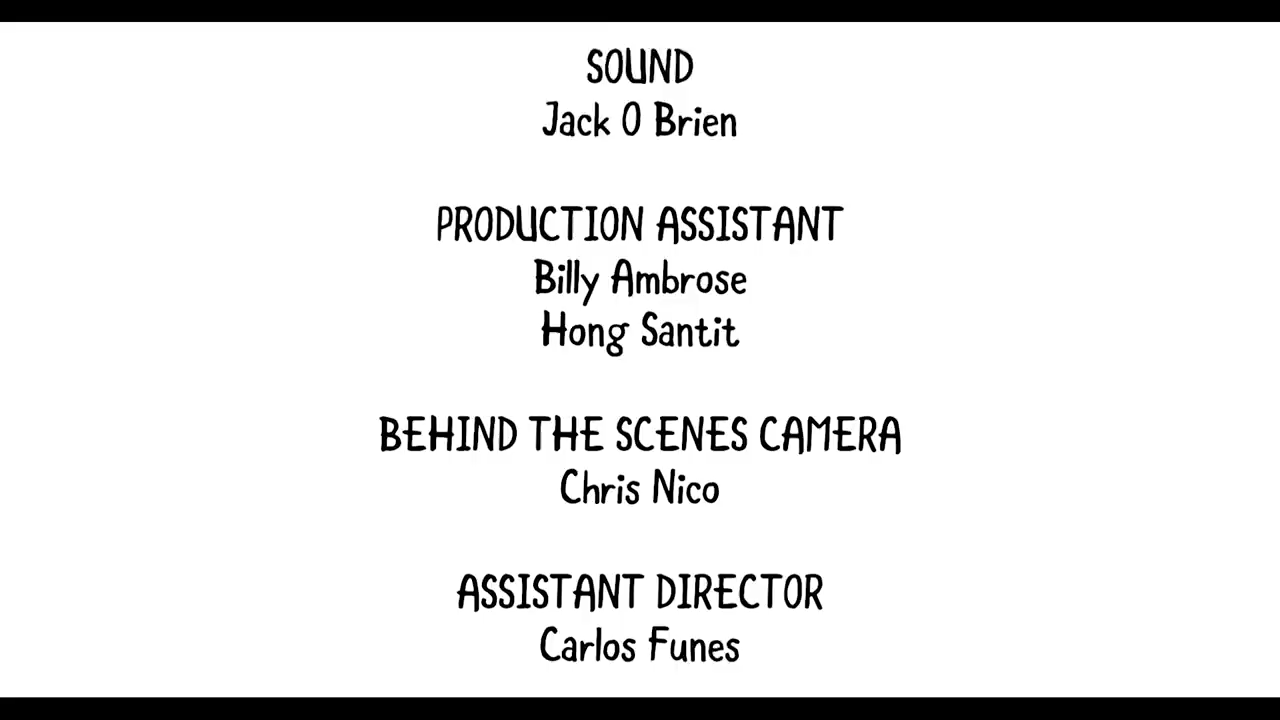 SOUND
Jack O Brien
PRODUCTION ASSISTANT
Billy Ambrose
Hong Santit
BEHIND THE SCENES CAMERA
Chris Nico
ASSISTANT DIRECTOR
Carlos Funes